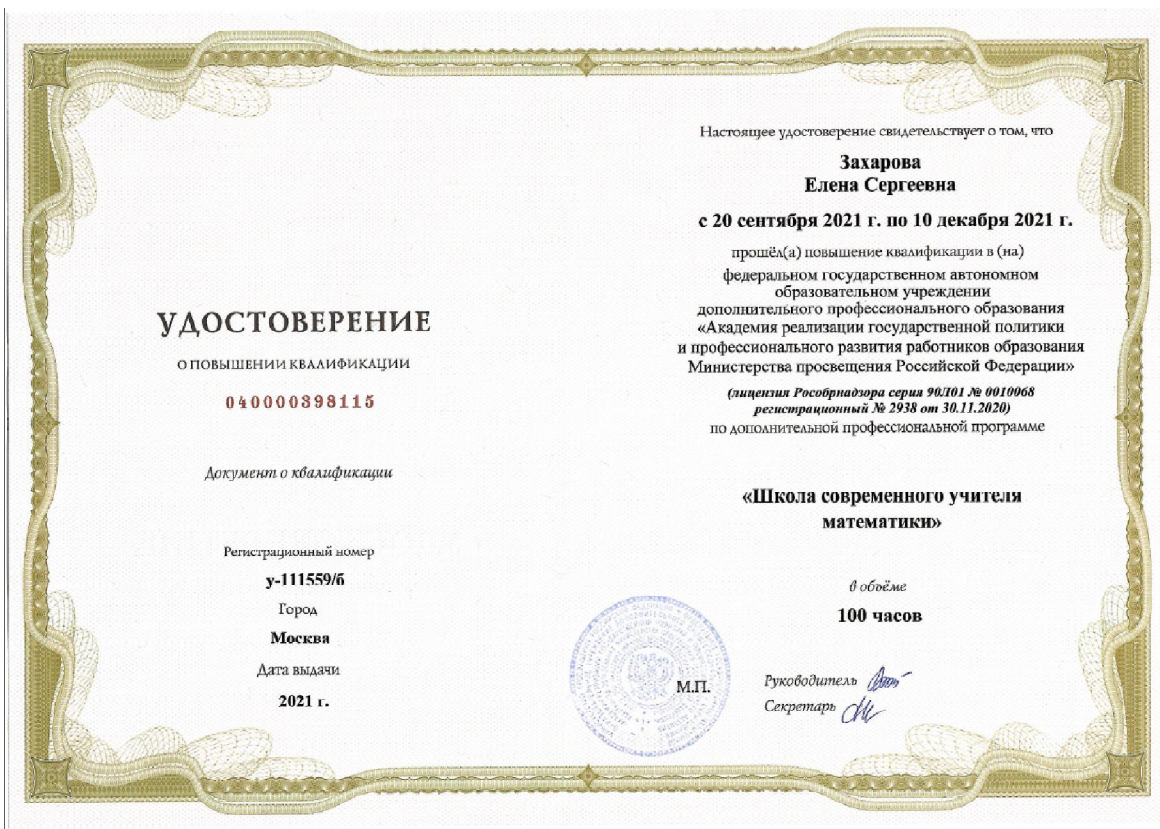 УДОСТОВЕРЕНИЕ
О ПОВЫШЕНИИ КВАЛИФИКАЦИИ
040000398115
Документ о квалификации
Регистрационный номер
у-111559/б
Город
Москва
Дата выдачи
2021 г.
Настоящее удостоверение свидетельствует о том, что
Захарова
Елена Сергеевна
с 20 сентября 2021 г. по 10 декабря 2021 г.
прошёл(а) повышение квалификации в (на)
федеральном государственном автономном
образовательном учреждении
дополнительного профессионального образования
«Академия реализации государственной политики
и профессионального развития работников образования
Министерства просвещения Российской Федерации»
(лицензия Рособрнадзора серия 90Л01 № 0010068
регистрационный № 2938 от 30.11.2020)
по дополнительной профессиональной программе
«Школа современного учителя
математики»
в объёме
100 часов
М.П.
Руководитель
Секретарь